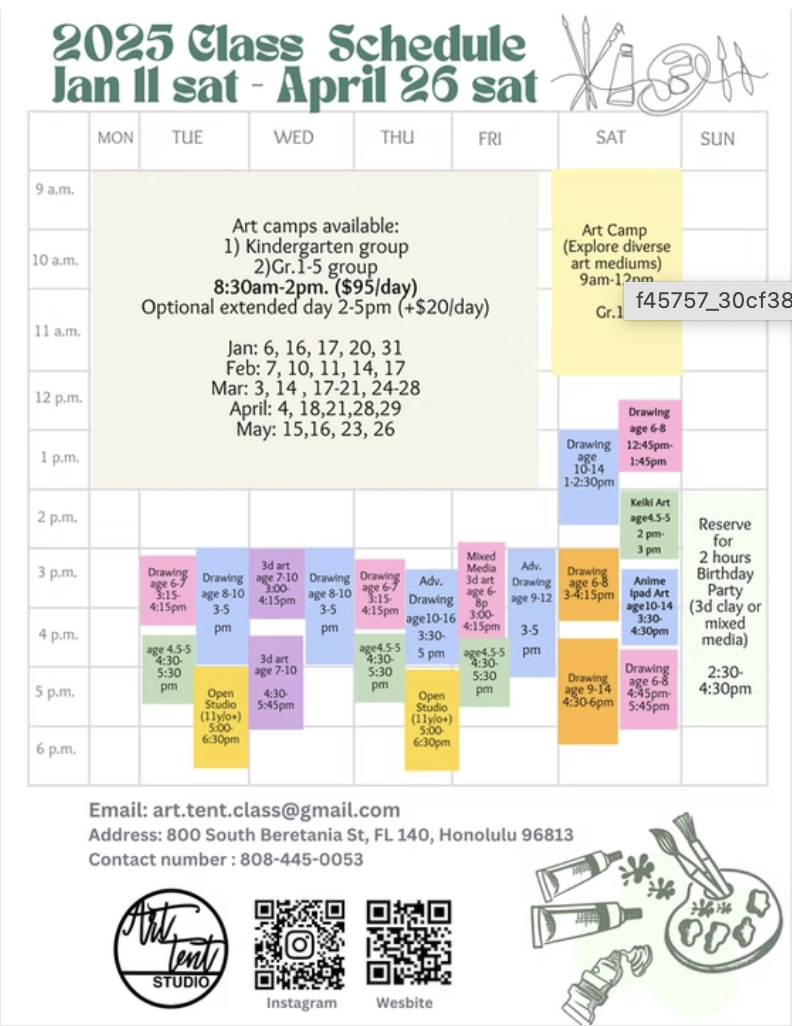 2025 Class Schedule
Jan 11 sat - April 26 sat
MON TUE WED THU FRI SAT SUN
9 a.m.
10 a.m.
11 a.m.
12 p.m.
1 p.m.
2 p.m.
3 p.m.
4 p.m.
5 p.m.
6 p.m.
Art camps available:
1) Kindergarten group
2)Gr.1-5 group
8:30am-2pm. ($95/day)
Optional extended day 2-5pm (+$20/day)
Jan: 6, 16, 17, 20, 31
Feb: 7, 10, 11, 14, 17
Mar: 3, 14 , 17-21, 24-28
April: 4, 18,21,28,29
May: 15,16, 23, 26
Drawing
age 6-7
3:15-
4:15pm
age 4.5-5
4:30-
5:30
pm
Drawing
age 8-10
3-5
pm
Open
Studio
(11y/o+)
5:00-
6:30pm
3d art
age 7-10
3:00-
4:15pm
3d art
age 7-10
4:30-
5:45pm
Drawing
age 8-10
3-5
pm
Drawing
age 6-7
3:15-
4:15pm
age4.5-5
4:30-
5:30
pm
Adv.
Drawing
age10-16
3:30-
5 pm
Open
Studio
(11y/o+)
5:00-
6:30pm
Mixed
Media
3d art
age 6-
8p
3:00-
4:15pm
age4.5-5
4:30-
5:30
pm
Adv.
Drawing
age 9-12
3-5
pm
Art Camp
(Explore diverse
art mediums)
9am-12pm
Gr.1
f45757_30cf38
Drawing
age
10-14
1-2:30pm
Drawing
age 6-8
3-4:15pm
Drawing
age 9-14
4:30-6pm
Drawing
age 6-8
12:45pm-
1:45pm
Keiki Art
age4.5-5
2 pm-
3 pm
Anime
Ipad Art
age10-14
3:30-
4:30pm
Drawing
age 6-8
4:45pm-
5:45pm
Reserve
for
2 hours
Birthday
Party
(3d clay or
mixed
media)
2:30-
4:30pm
Email: art.tent.class@gmail.com
Address: 800 South Beretania St, FL 140, Honolulu 96813
Contact number : 808-445-0053
Art
tent
STUDIO
Instagram
Wesbite